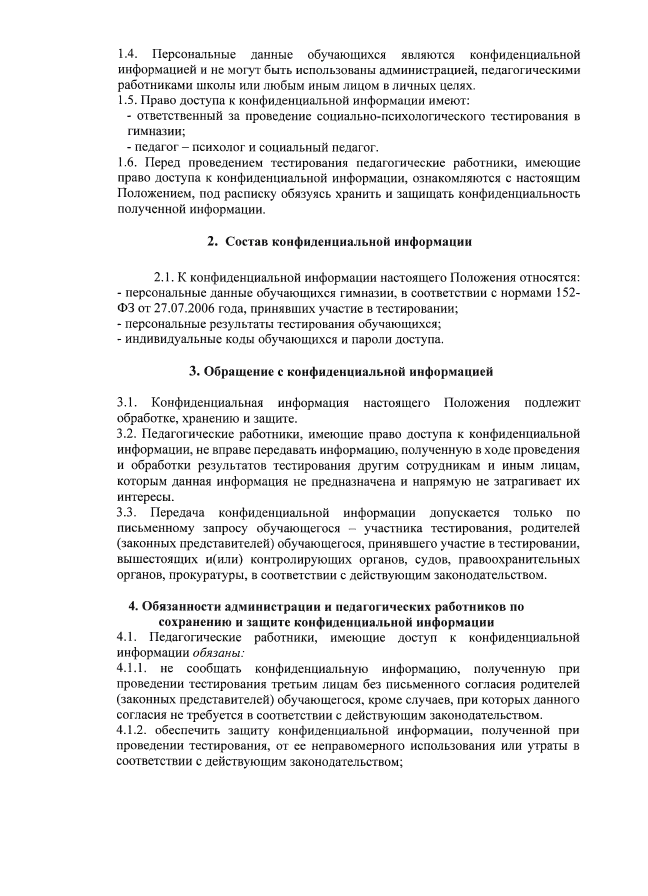 1.4. Персональные данные обучающихся являются конфиденциальной
информацией и не могут быть использованы администрацией, педагогическими
работниками школы или любым иным лицом в личных целях.
1.5. Право доступа к конфиденциальной информации имеют:
- ответственный за проведение социально-психологического тестирования в
гимназии;
- педагог – психолог и социальный педагог.
1.6. Перед проведением тестирования педагогические работники, имеющие
право доступа к конфиденциальной информации, ознакомляются с настоящим
Положением, под расписку обязуясь хранить и защищать конфиденциальность
полученной информации.
2. Состав конфиденциальной информации
2.1. К конфиденциальной информации настоящего Положения относятся:
- персональные данные обучающихся гимназии, в соответствии с нормами 152-
ФЗ от 27.07.2006 года, принявших участие в тестировании;
- персональные результаты тестирования обучающихся;
- индивидуальные коды обучающихся и пароли доступа.
3. Обращение с конфиденциальной информацией
3.1. Конфиденциальная информация настоящего Положения подлежит
обработке, хранению и защите.
3.2. Педагогические работники, имеющие право доступа к конфиденциальной
информации, не вправе передавать информацию, полученную в ходе проведения
и обработки результатов тестирования другим сотрудникам и иным лицам,
которым данная информация не предназначена и напрямую не затрагивает их
интересы.
3.3. Передача конфиденциальной информации допускается только по
письменному запросу обучающегося – участника тестирования, родителей
(законных представителей) обучающегося, принявшего участие в тестировании,
вышестоящих и(или) контролирующих органов, судов, правоохранительных
органов, прокуратуры, в соответствии с действующим законодательством.
4. Обязанности администрации и педагогических работников по
сохранению и защите конфиденциальной информации
4.1. Педагогические работники, имеющие доступ к конфиденциальной
информации обязаны:
4.1.1. не сообщать конфиденциальную информацию, полученную при
проведении тестирования третьим лицам без письменного согласия родителей
(законных представителей) обучающегося, кроме случаев, при которых данного
согласия не требуется в соответствии с действующим законодательством.
4.1.2. обеспечить защиту конфиденциальной информации, полученной при
проведении тестирования, от ее неправомерного использования или утраты в
соответствии с действующим законодательством;